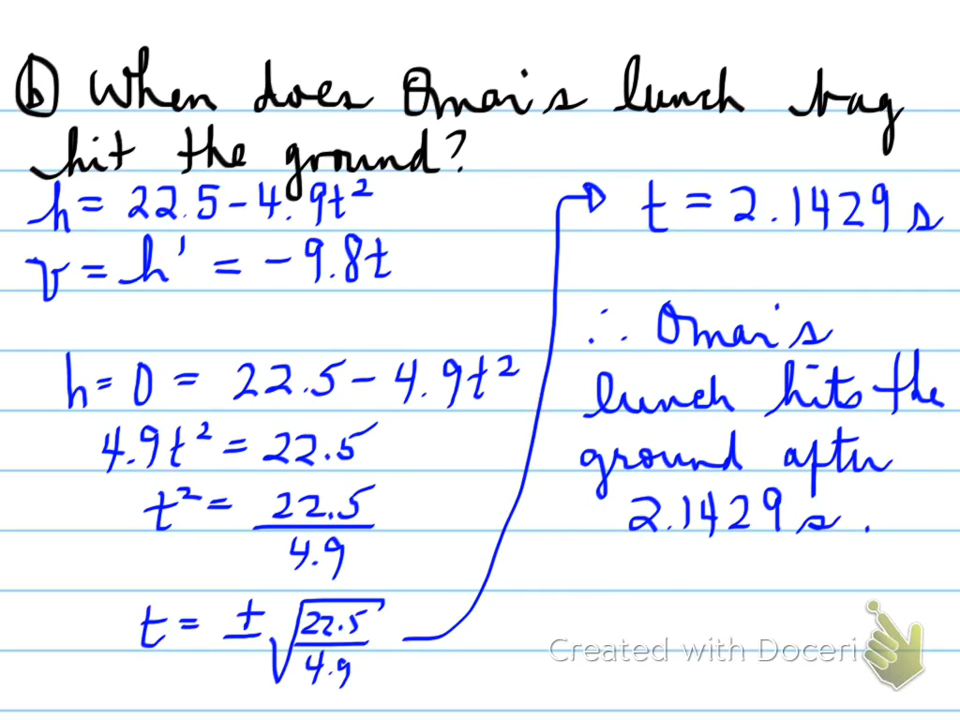 b) When does Omar's lunch bag
hit the ground?
h = 22.5 - 4.9t²
v = h' = -9.8t
h = 0 = 22.5 - 4.9t²
4.9t² = 22.5
t² = 22.5/4.9
t = ±√(22.5/4.9)
→ t = 2.1429 s
∴ Omar's
lunch hits the
ground after
2.1429 s.
Created with Doceri